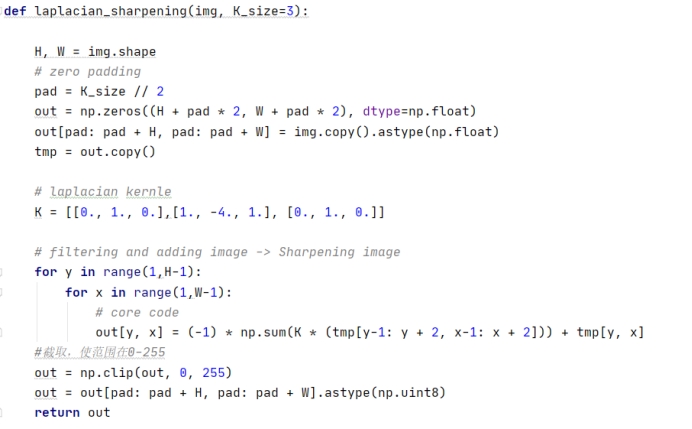 def laplacian_sharpening(img, K_size=3):
H, W = img.shape
# zero padding
pad = K_size // 2
out = np.zeros((H + pad * 2, W + pad * 2), dtype=np.float)
out[pad: pad + H, pad: pad + W] = img.copy().astype(np.float)
tmp = out.copy()
# laplacian kernle
K = [[0., 1., 0.],[1., -4., 1.], [0., 1., 0.]]
# filtering and adding image -> Sharpening image
for y in range(1,H-1):
for x in range(1,W-1):
# core code
out[y, x] = (-1) * np.sum(K * (tmp[y-1: y + 2, x-1: x + 2])) + tmp[y, x]
#截取，使范围在0-255
out = np.clip(out, 0, 255)
out = out[pad: pad + H, pad: pad + W].astype(np.uint8)
return out